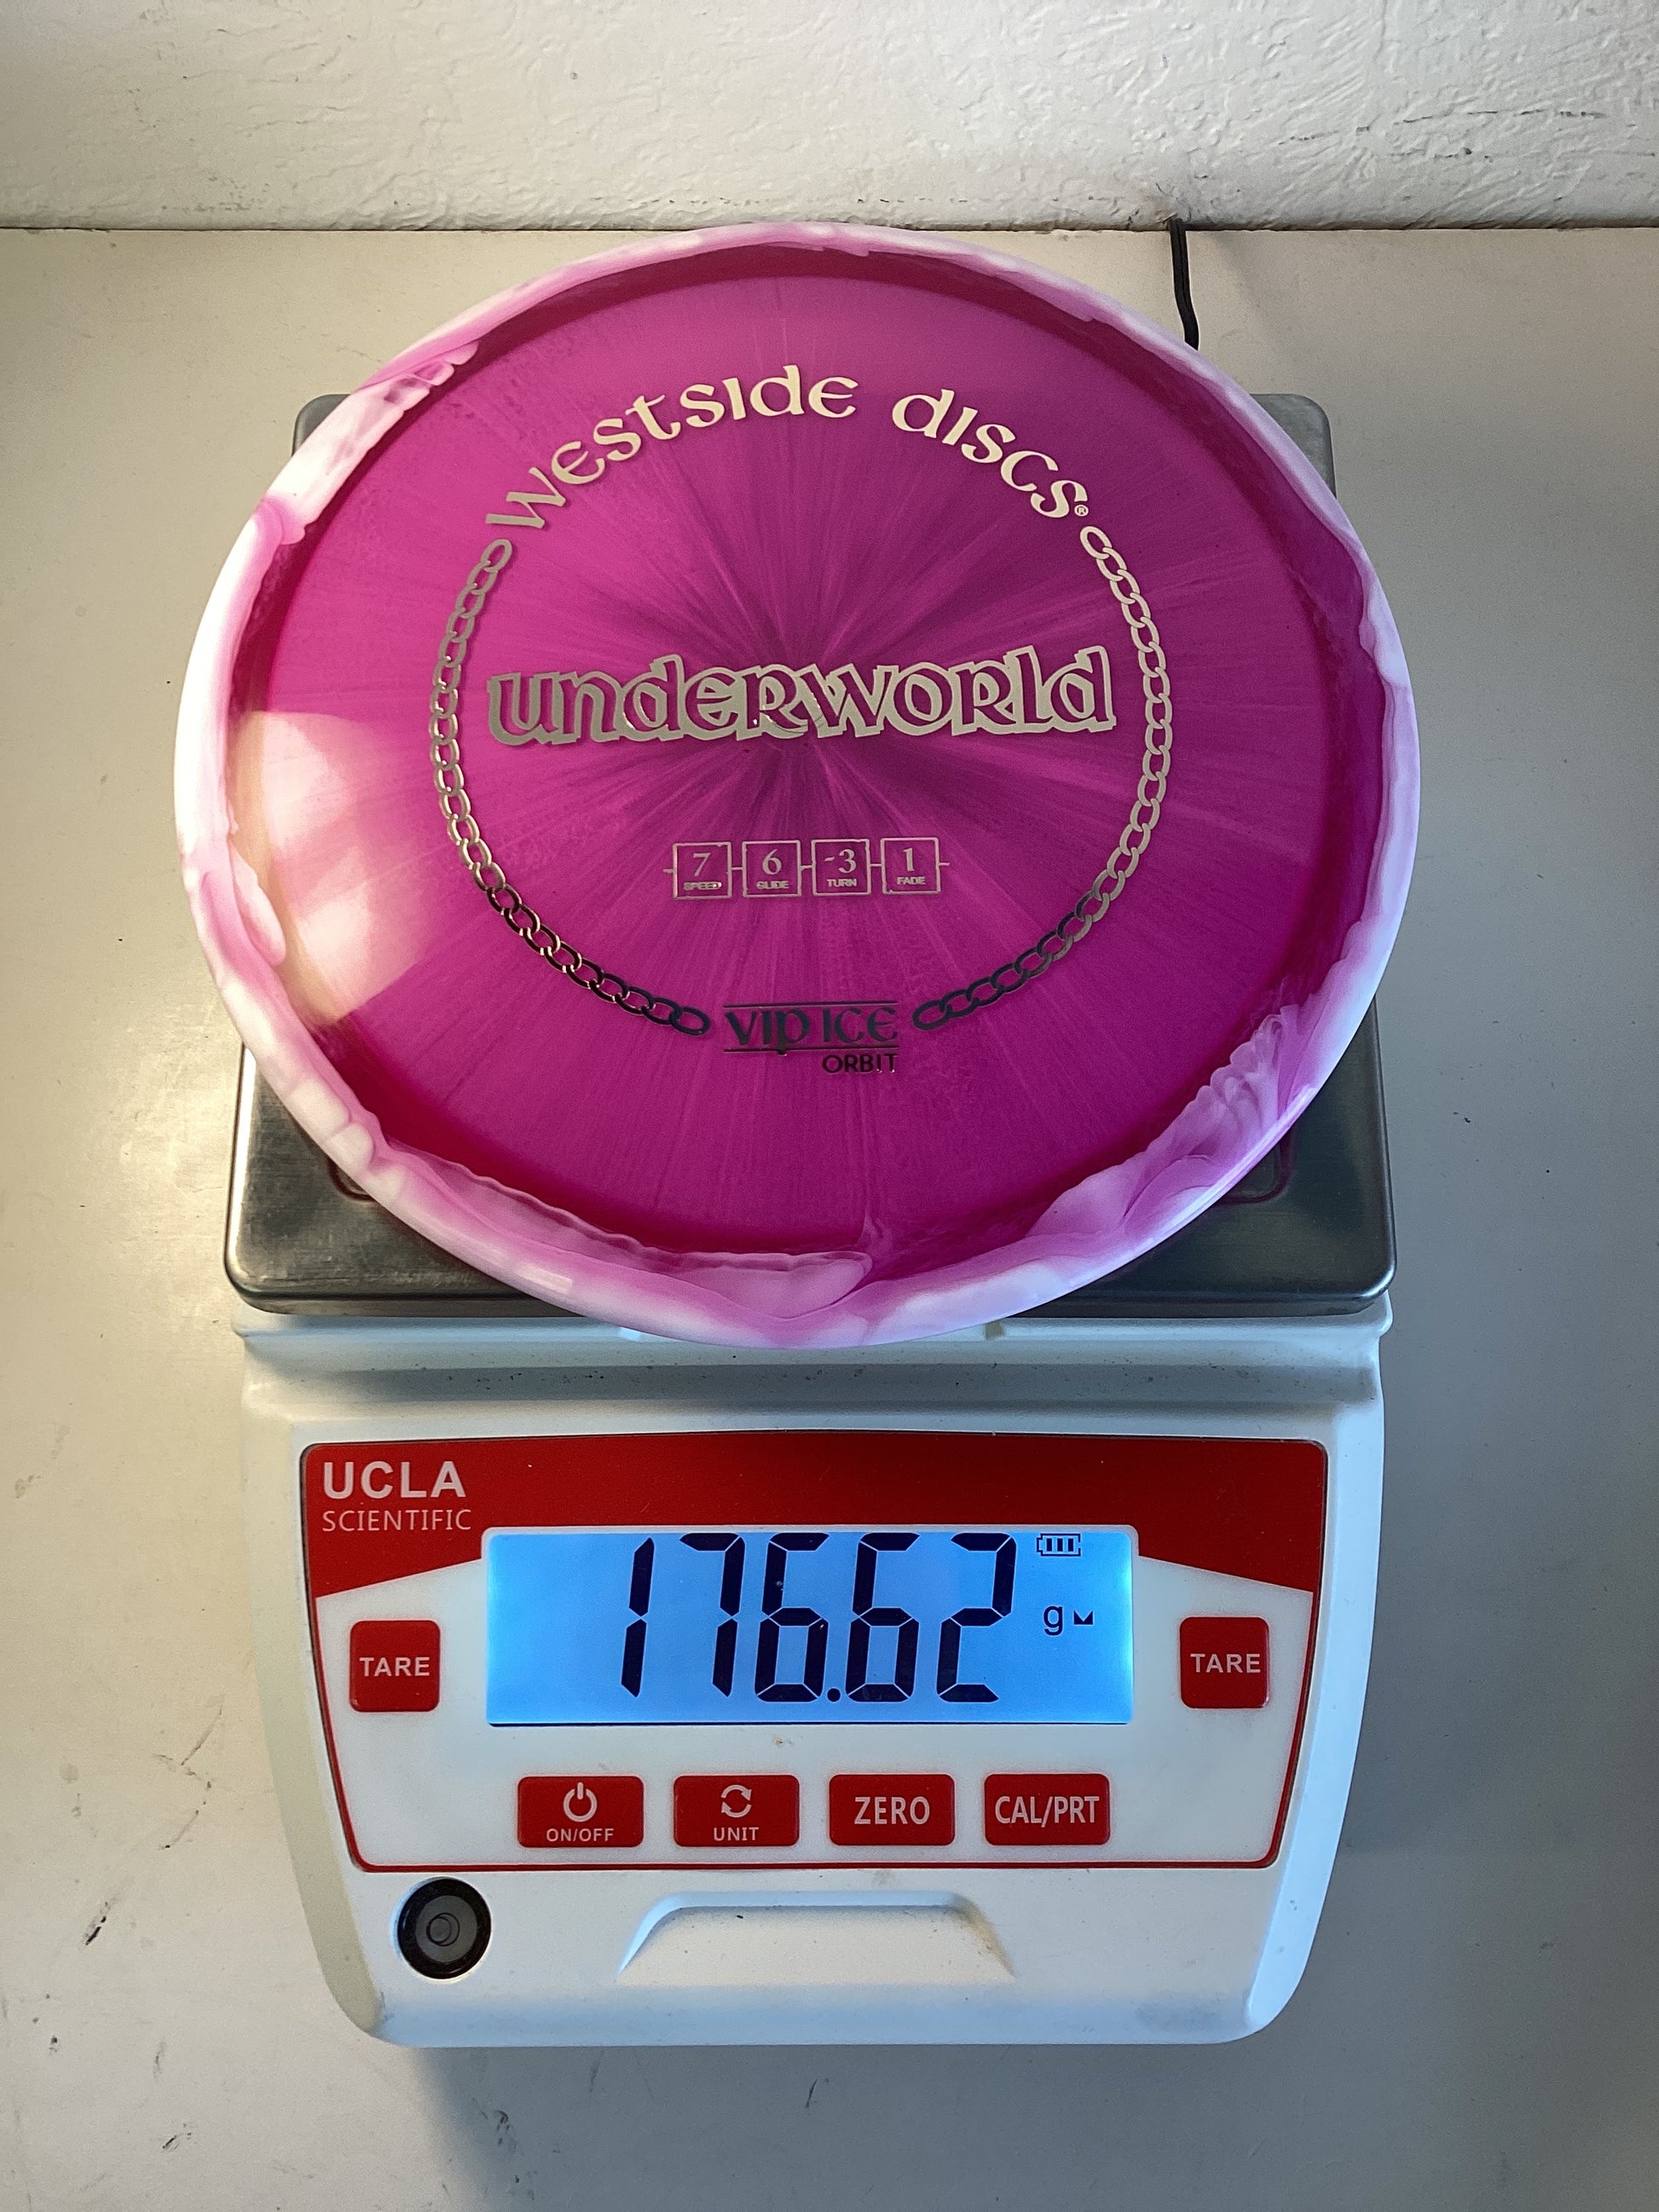 Westside Discs®
Underworld
7 6 -3 1
SPEED GLIDE TURN FADE
VIP ICE
ORBIT
UCLA
SCIENTIFIC
176.62 g
TARE TARE
ON/OFF UNIT ZERO CAL/PRT